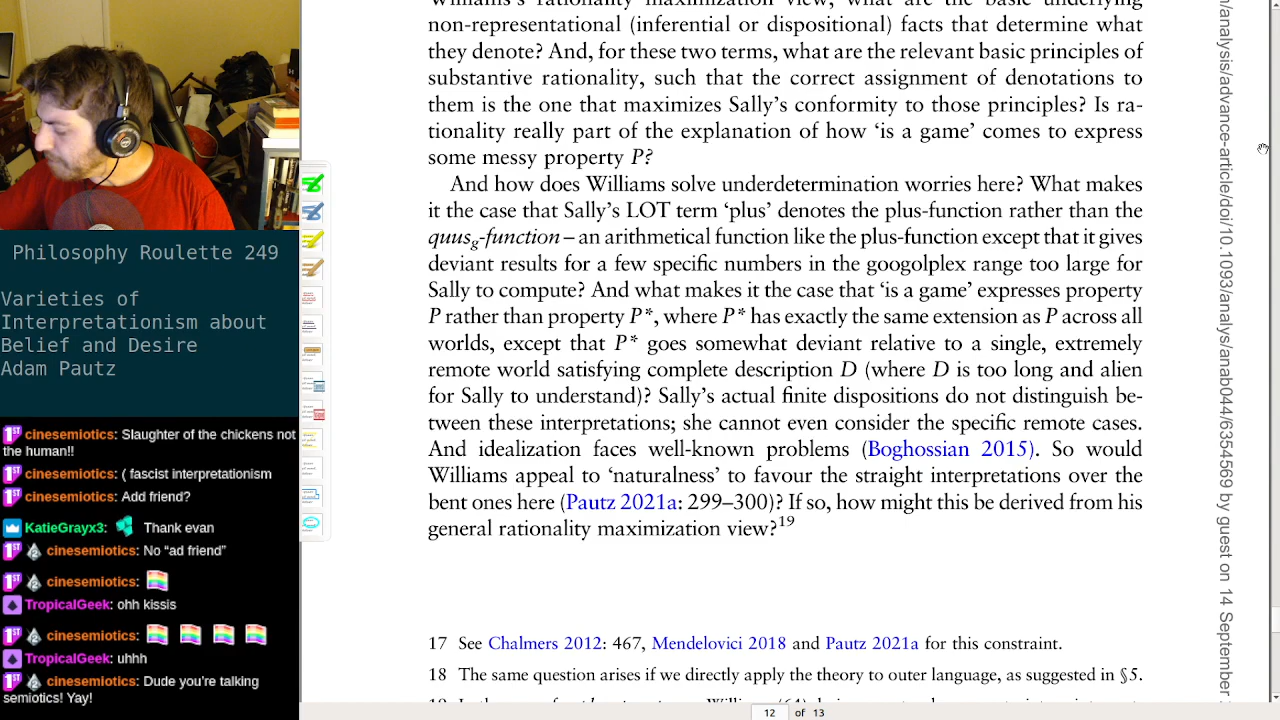 Williams's rationality maximization view, what are the basic underlying
non-representational (inferential or dispositional) facts that determine what
they denote? And, for these two terms, what are the relevant basic principles of
substantive rationality, such that the correct assignment of denotations to
them is the one that maximizes Sally's conformity to those principles? Is ra-
tionality really part of the explanation of how 'is a game' comes to express
some messy property P?
And how does Williams solve underdetermination worries here? What makes
it the case that Sally's LOT term 'plus' denotes the plus-function rather than the
quus-function – an arithmetical function like the plus-function except that it gives
deviant results for a few specific numbers in the googolplex range too large for
Sally to compute? And what makes it the case that 'is a game' denotes property
P rather than property P*, where P* has exactly the same extension as P across all
worlds, except that P* does somewhat deviant relative to a single, extremely
remote world satisfying complete description D (where D is too long and alien
for Sally to understand)? Sally's actual finite dispositions do not distinguish be-
tween these interpretations, since she never even considers the specified remote cases.
And idealization faces well-known problems (Boghossian 2015). So would
Williams appeal to 'naturalness' to favour the 'straight' interpretations over the
bent ones here (Pautz 2021a: 299–300)? If so, how might this be derived from his
general rationality maximization view?19
17 See Chalmers 2012: 467, Mendelovici 2018 and Pautz 2021a for this constraint.
18 The same question arises if we directly apply the theory to outer language, as suggested in §5.
n/analysis/advance-article/doi/10.1093/analys/anab044/6354569 by guest on 14 September
12 of 13
Philosophy Roulette 249
Varieties of
Interpretationism about
Belief and Desire
Adam Pautz
cinesemiotics: Slaughter of the chickens not
the human!!
cinesemiotics: ( fascist interpretationism
cinesemiotics: Add friend?
KatieGrayx3: Thank evan
cinesemiotics: No "ad friend"
cinesemiotics:
TropicalGeek: ohh kissis
cinesemiotics:
TropicalGeek: uhhh
cinesemiotics: Dude you're talking
semiotics! Yay!